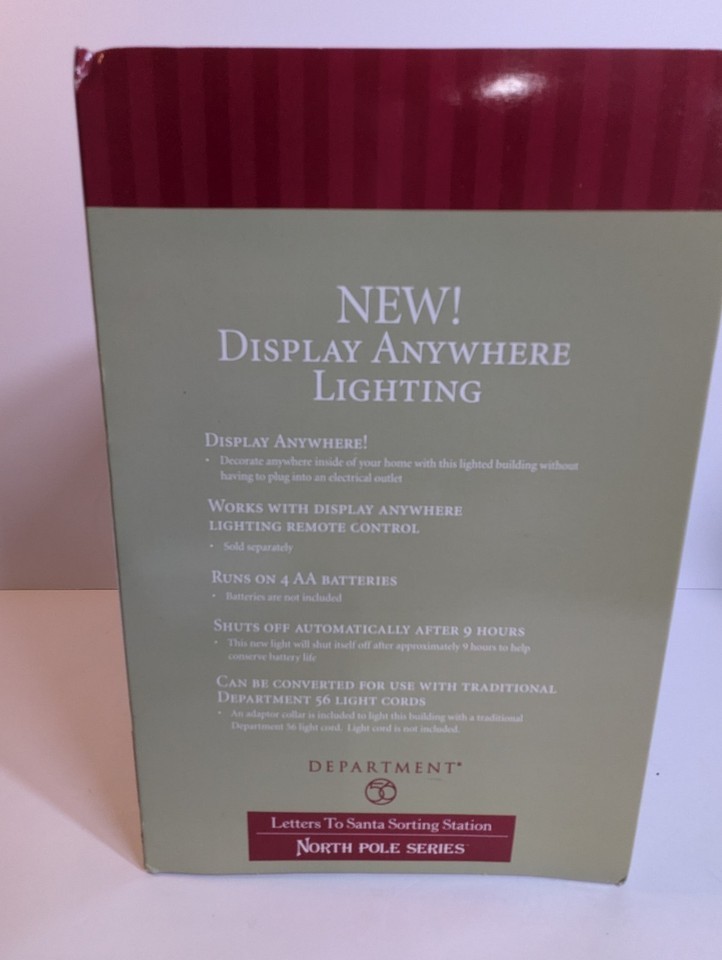 NEW!
DISPLAY ANYWHERE
LIGHTING
DISPLAY ANYWHERE!
• Decorate anywhere inside of your home with this lighted building without
having to plug into an electrical outlet
WORKS WITH DISPLAY ANYWHERE
LIGHTING REMOTE CONTROL
• Sold separately
RUNS ON 4 AA BATTERIES
• Batteries are not included
SHUTS OFF AUTOMATICALLY AFTER 9 HOURS
• This new light will shut itself off after approximately 9 hours to help
conserve battery life
CAN BE CONVERTED FOR USE WITH TRADITIONAL
DEPARTMENT 56 LIGHT CORDS
• An adaptor collar is included to light this building with a traditional
Department 56 light cord. Light cord is not included.
DEPARTMENT®
56
Letters To Santa Sorting Station
NORTH POLE SERIES